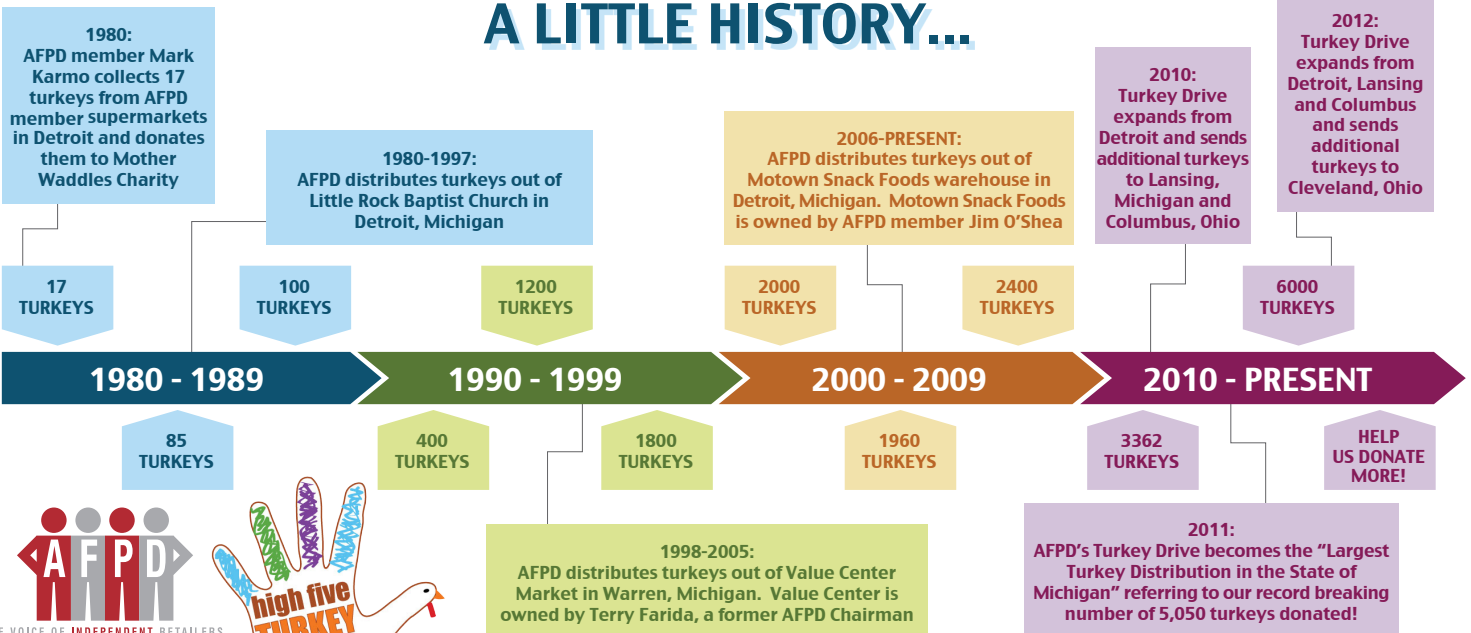 A LITTLE HISTORY...
1980:
AFPD member Mark
Karmo collects 17
turkeys from AFPD
member supermarkets
in Detroit and donates
them to Mother
Waddles Charity
1980-1997:
AFPD distributes turkeys out of
Little Rock Baptist Church in
Detroit, Michigan
2006-PRESENT:
AFPD distributes turkeys out of
Motown Snack Foods warehouse in
Detroit, Michigan. Motown Snack Foods
is owned by AFPD member Jim O’Shea
2010:
Turkey Drive
expands from
Detroit and sends
additional turkeys
to Lansing,
Michigan and
Columbus, Ohio
2012:
Turkey Drive
expands from
Detroit, Lansing
and Columbus
and sends
additional
turkeys to
Cleveland, Ohio
17
TURKEYS
100
TURKEYS
1200
TURKEYS
2000
TURKEYS
2400
TURKEYS
6000
TURKEYS
1980 - 1989
1990 - 1999
2000 - 2009
2010 - PRESENT
85
TURKEYS
400
TURKEYS
1800
TURKEYS
1960
TURKEYS
3362
TURKEYS
HELP
US DONATE
MORE!
AFPD
VOICE OF INDEPENDENT RETAILERS
high five
TURKEY
1998-2005:
AFPD distributes turkeys out of Value Center
Market in Warren, Michigan. Value Center is
owned by Terry Farida, a former AFPD Chairman
2011:
AFPD’s Turkey Drive becomes the “Largest
Turkey Distribution in the State of
Michigan” referring to our record breaking
number of 5,050 turkeys donated!